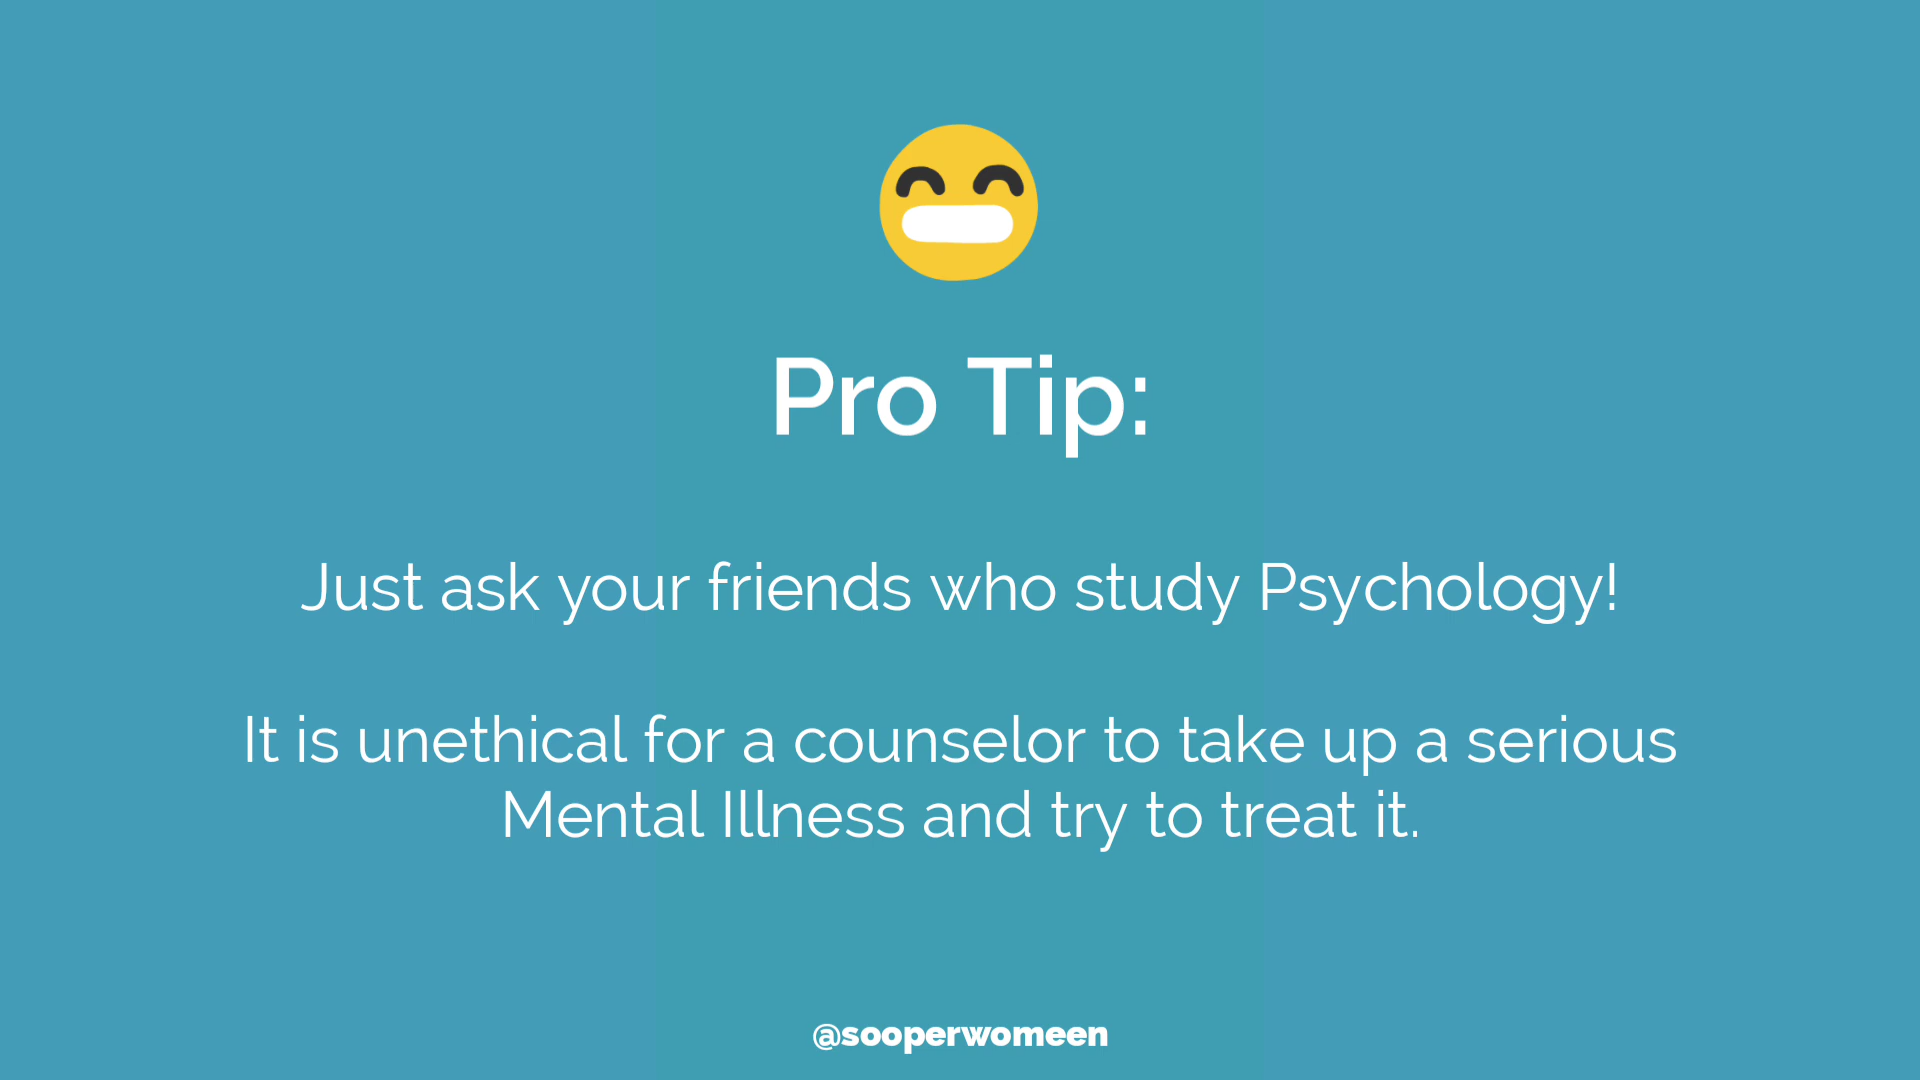 Pro Tip:
Just ask your friends who study Psychology!
It is unethical for a counselor to take up a serious
Mental Illness and try to treat it.
@sooperwomeen